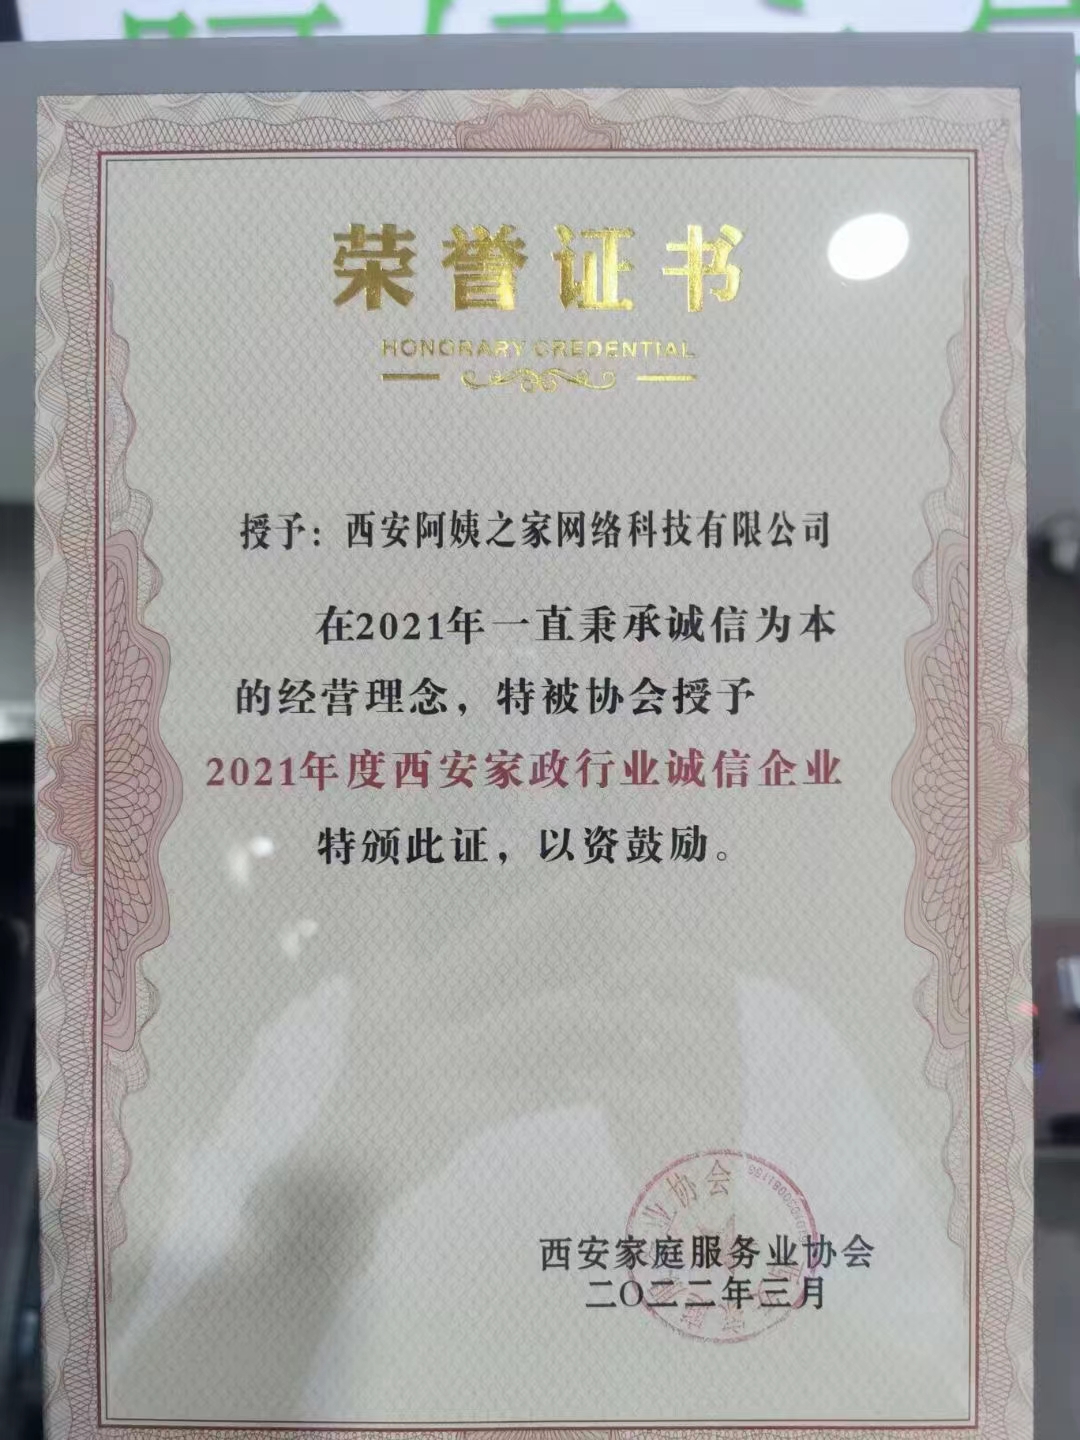 荣誉证书
HONORARY CREDENTIAL
授予：西安阿姨之家网络科技有限公司
在2021年一直秉承诚信为本
的经营理念，特被协会授予
2021年度西安家政行业诚信企业
特颁此证，以资鼓励。
业协会
西安家庭服务业协会
二〇二二年三月